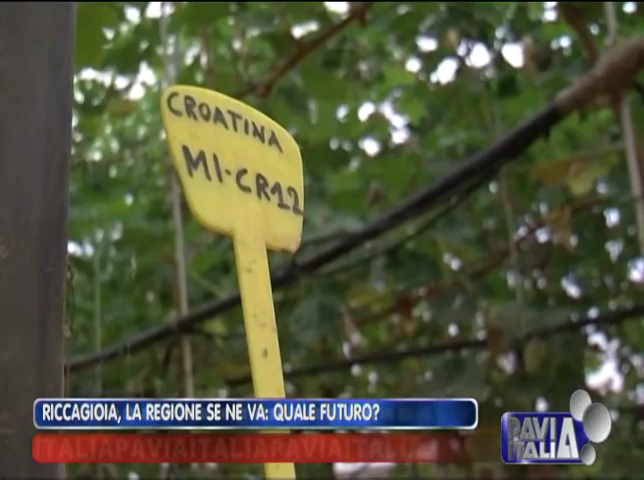 CROATINA
MI-CR12
RICCAGIOIA, LA REGIONE SE NE VA: QUALE FUTURO?
ITALIAPAVIAITALIAPAVIAITALIA
PAVIA
ITALIA